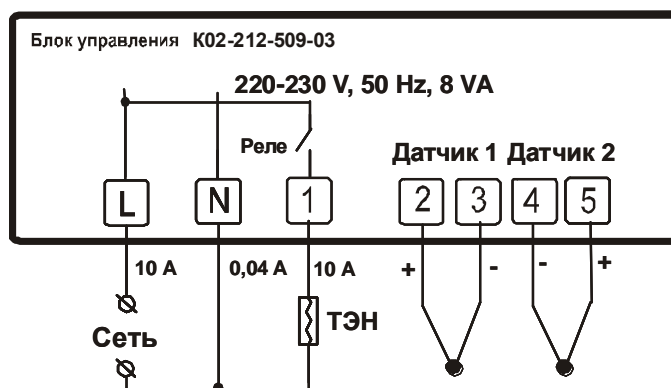 Блок управления K02-212-509-03
220-230 V, 50 Hz, 8 VA
Реле
Датчик 1 Датчик 2
L N 1 2 3 4 5
10 A 0,04 A 10 A + - - +
ТЭН
Сеть